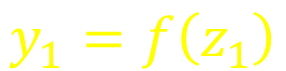 y₁ = f(z₁)